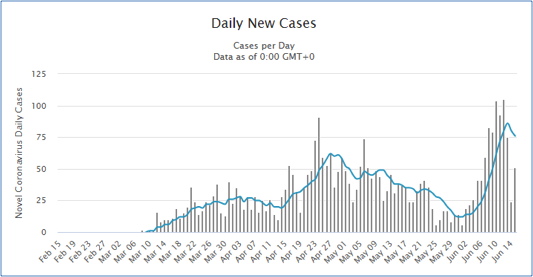 Daily New Cases
Cases per Day
Data as of 0:00 GMT+0
Novel Coronavirus Daily Cases
125
100
75
50
25
0
Feb 15
Feb 19
Feb 23
Feb 27
Mar 02
Mar 06
Mar 10
Mar 14
Mar 18
Mar 22
Mar 26
Mar 30
Apr 03
Apr 07
Apr 11
Apr 15
Apr 19
Apr 23
Apr 27
May 01
May 05
May 09
May 13
May 17
May 21
May 25
May 29
Jun 02
Jun 06
Jun 10
Jun 14